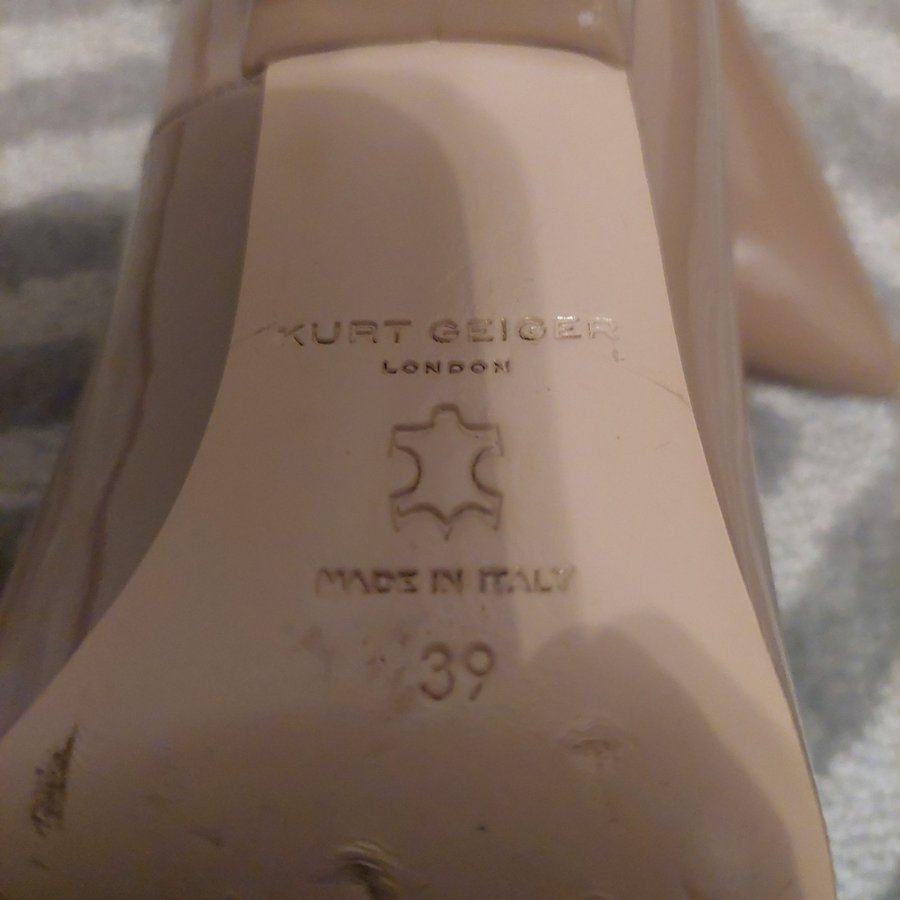 KURT GEIGER
LONDON
MADE IN ITALY
39